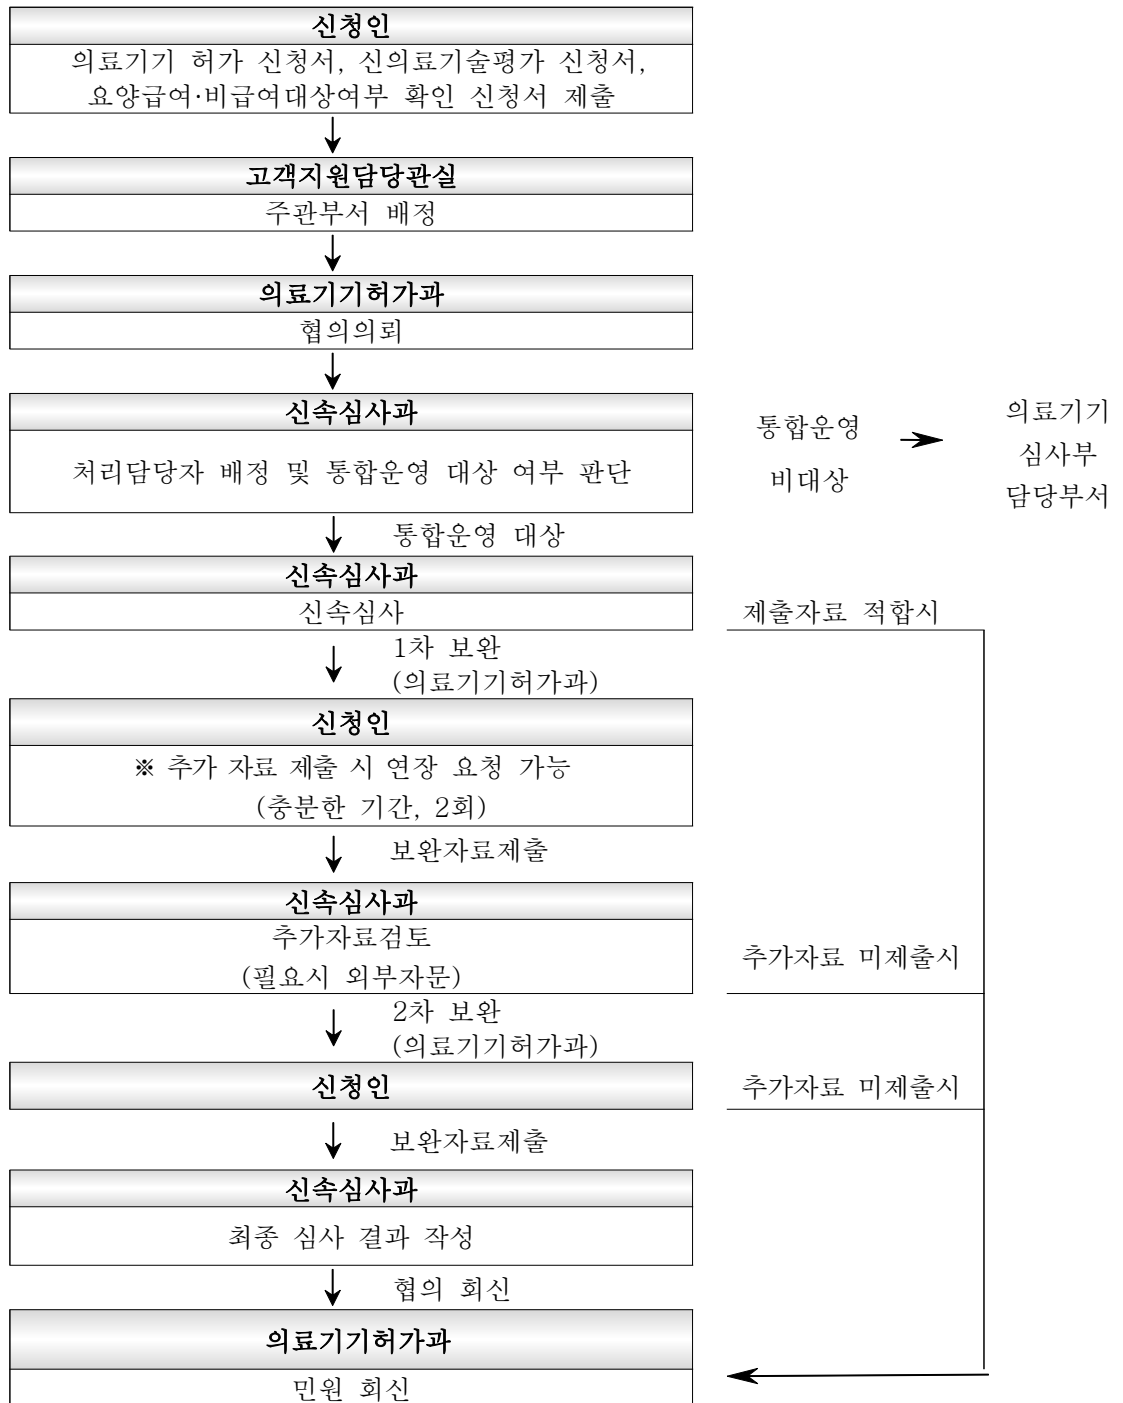 신청인
의료기기 허가 신청서, 신의료기술평가 신청서,
요양급여·비급여대상여부 확인 신청서 제출
고객지원담당관실
주관부서 배정
의료기기허가과
협의의뢰
신속심사과
처리담당자 배정 및 통합운영 대상 여부 판단
통합운영
비대상
의료기기
심사부
담당부서
통합운영 대상
신속심사과
신속심사
제출자료 적합시
1차 보완
(의료기기허가과)
신청인
※ 추가 자료 제출 시 연장 요청 가능
(충분한 기간, 2회)
보완자료제출
신속심사과
추가자료검토
(필요시 외부자문)
추가자료 미제출시
2차 보완
(의료기기허가과)
신청인
추가자료 미제출시
보완자료제출
신속심사과
최종 심사 결과 작성
협의 회신
의료기기허가과
민원 회신